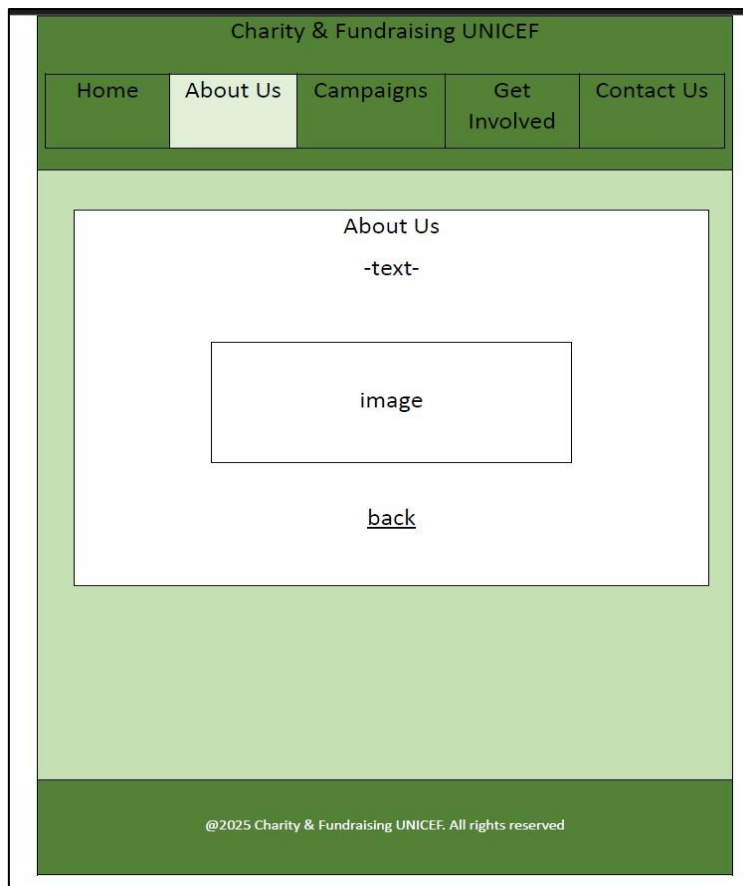 Charity & Fundraising UNICEF
Home
About Us
Campaigns
Get
Involved
Contact Us
About Us
-text-
image
back
@2025 Charity & Fundraising UNICEF. All rights reserved